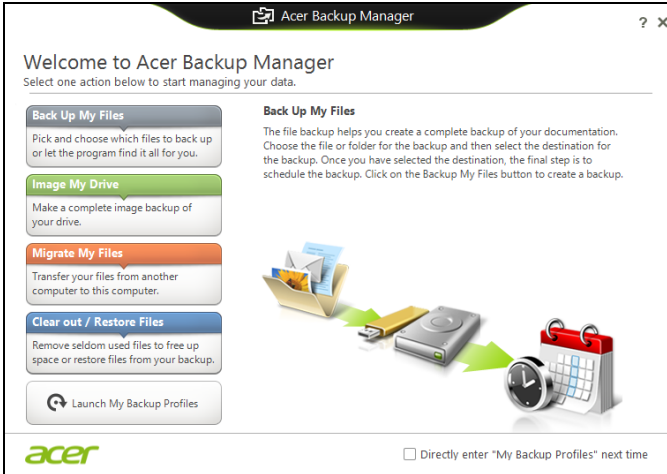 Acer Backup Manager
? X
Welcome to Acer Backup Manager
Select one action below to start managing your data.
Back Up My Files
Pick and choose which files to back up
or let the program find it all for you.
Image My Drive
Make a complete image backup of
your drive.
Migrate My Files
Transfer your files from another
computer to this computer.
Clear out / Restore Files
Remove seldom used files to free up
space or restore files from your backup.
Launch My Backup Profiles
Back Up My Files
The file backup helps you create a complete backup of your documentation.
Choose the file or folder for the backup and then select the destination for
the backup. Once you have selected the destination, the final step is to
schedule the backup. Click on the Backup My Files button to create a backup.
acer
Directly enter "My Backup Profiles" next time